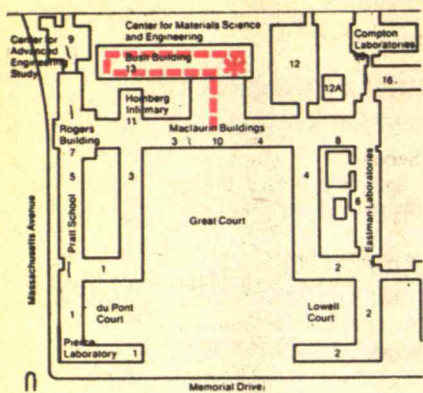 Center for Materials Science
and Engineering
Compton
Laboratories
Center for
Advanced
Engineering
Study
9
Bush Building
13
12
26
12A
16
Homberg
Infirmary
11
Rogers
Building
Maclaurin Buildings
7
3
10
4
8
5
3
4
6
Pratt School
Eastman Laboratories
Massachusetts Avenue
Great Court
1
2
1
du Pont
Court
Lowell
Court
2
Pierce
Laboratory
1
2
Memorial Drive